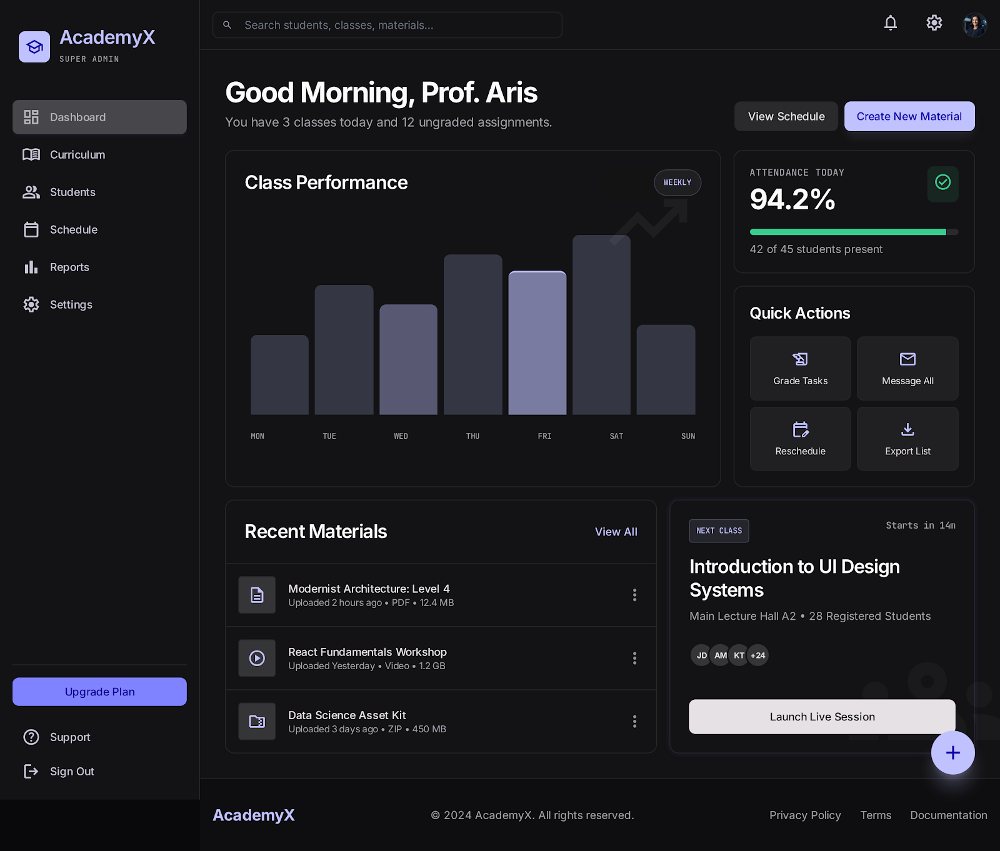 AcademyX
SUPER ADMIN
Dashboard
Curriculum
Students
Schedule
Reports
Settings
Upgrade Plan
Support
Sign Out
Search students, classes, materials...
Good Morning, Prof. Aris
You have 3 classes today and 12 ungraded assignments.
View Schedule
Create New Material
Class Performance
WEEKLY
MON TUE WED THU FRI SAT SUN
ATTENDANCE TODAY
94.2%
42 of 45 students present
Quick Actions
Grade Tasks
Message All
Reschedule
Export List
Recent Materials
View All
Modernist Architecture: Level 4
Uploaded 2 hours ago • PDF • 12.4 MB
React Fundamentals Workshop
Uploaded Yesterday • Video • 1.2 GB
Data Science Asset Kit
Uploaded 3 days ago • ZIP • 450 MB
NEXT CLASS
Starts in 14m
Introduction to UI Design
Systems
Main Lecture Hall A2 • 28 Registered Students
JD AM KT +24
Launch Live Session
AcademyX
© 2024 AcademyX. All rights reserved.
Privacy Policy
Terms
Documentation